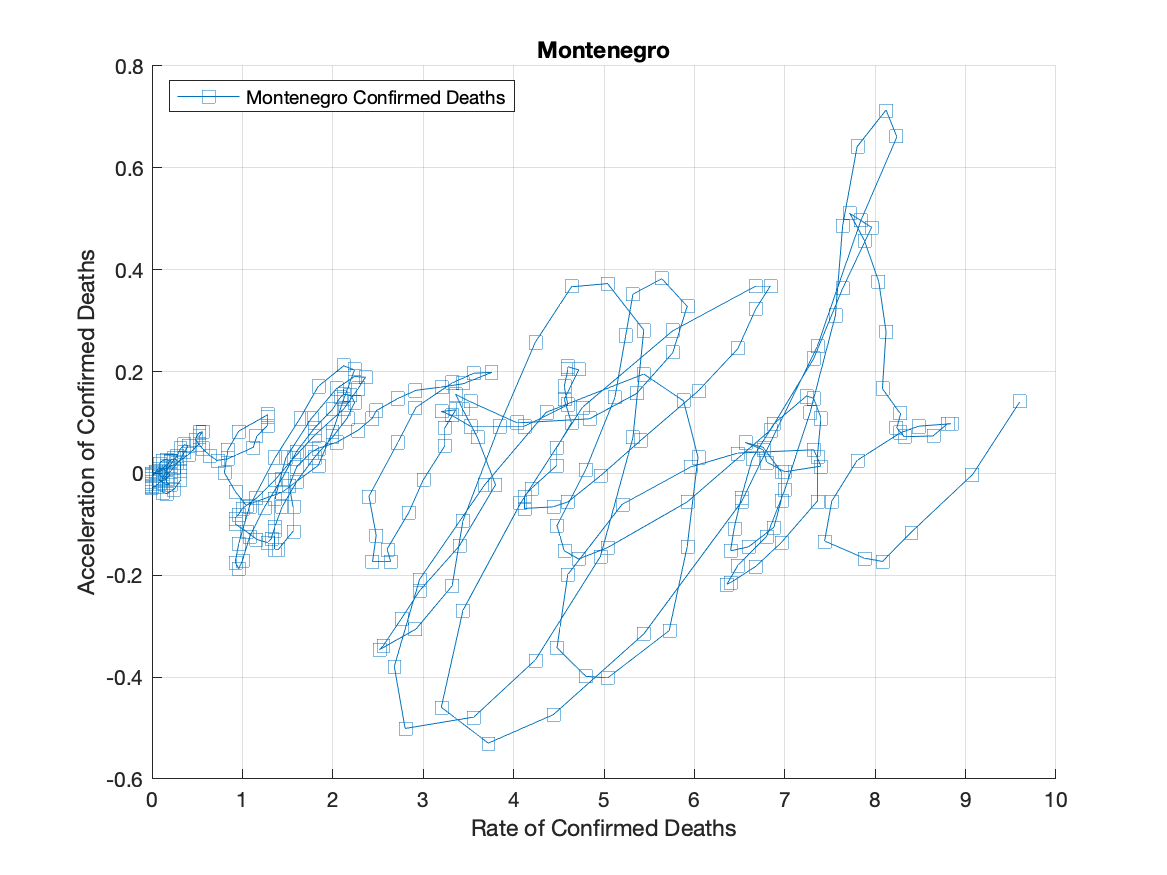 Montenegro
Montenegro Confirmed Deaths
0.8
0.6
0.4
0.2
0
-0.2
-0.4
-0.6
Acceleration of Confirmed Deaths
0 1 2 3 4 5 6 7 8 9 10
Rate of Confirmed Deaths